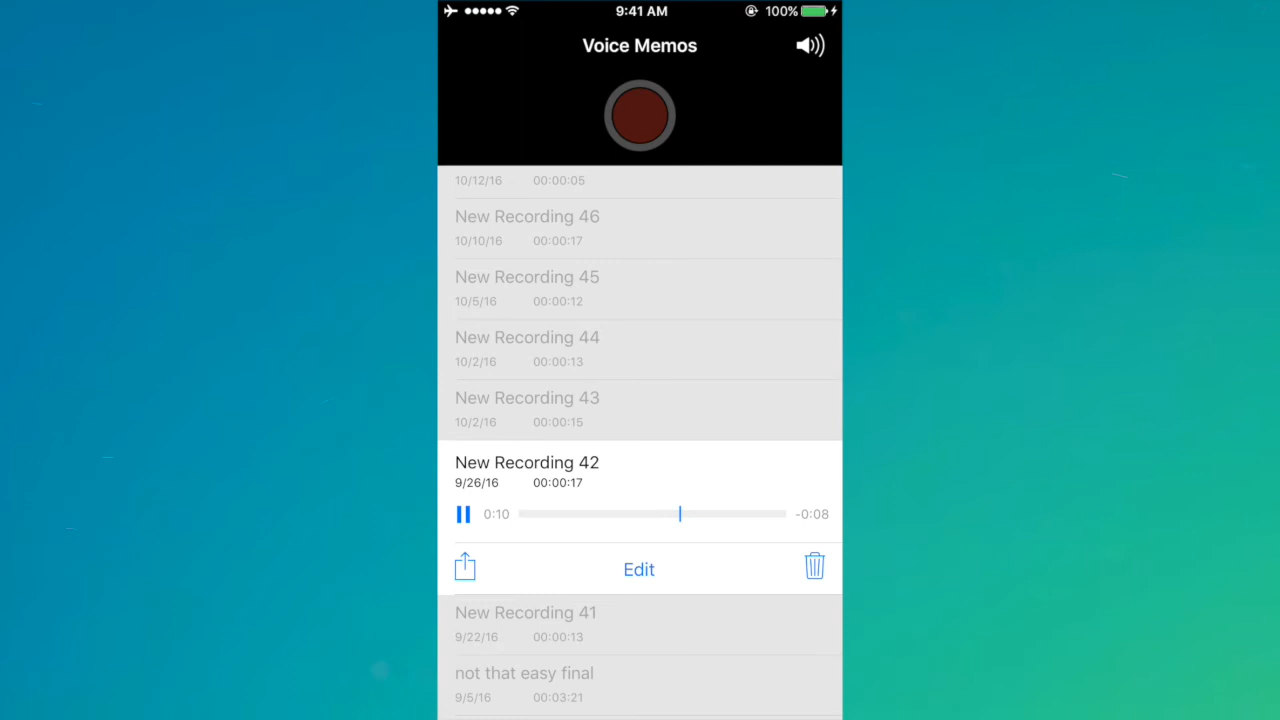 9:41 AM 100%
Voice Memos
10/12/16 00:00:05
New Recording 46
10/10/16 00:00:17
New Recording 45
10/5/16 00:00:12
New Recording 44
10/2/16 00:00:13
New Recording 43
10/2/16 00:00:15
New Recording 42
9/26/16 00:00:17
0:10 -0:08
Edit
New Recording 41
9/22/16 00:00:13
not that easy final
9/5/16 00:03:21